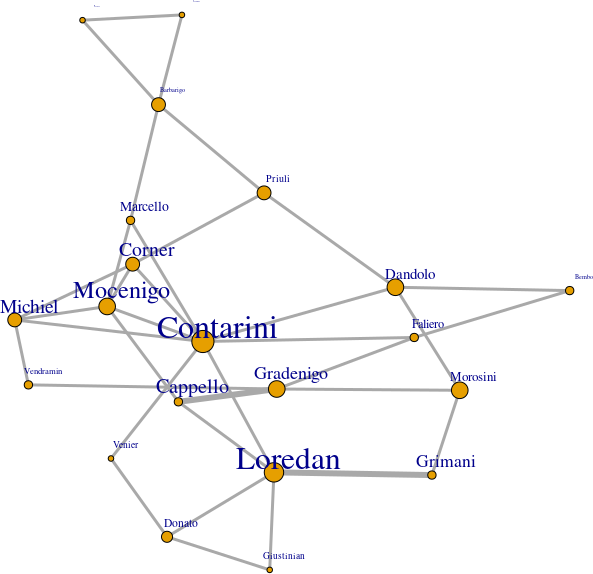 Barbarigo
Priuli
Marcello
Corner
Dandolo
Bembo
Mocenigo
Michiel
Contarini
Faliero
Vendramin
Gradenigo
Morosini
Cappello
Venier
Loredan
Grimani
Donato
Giustinian